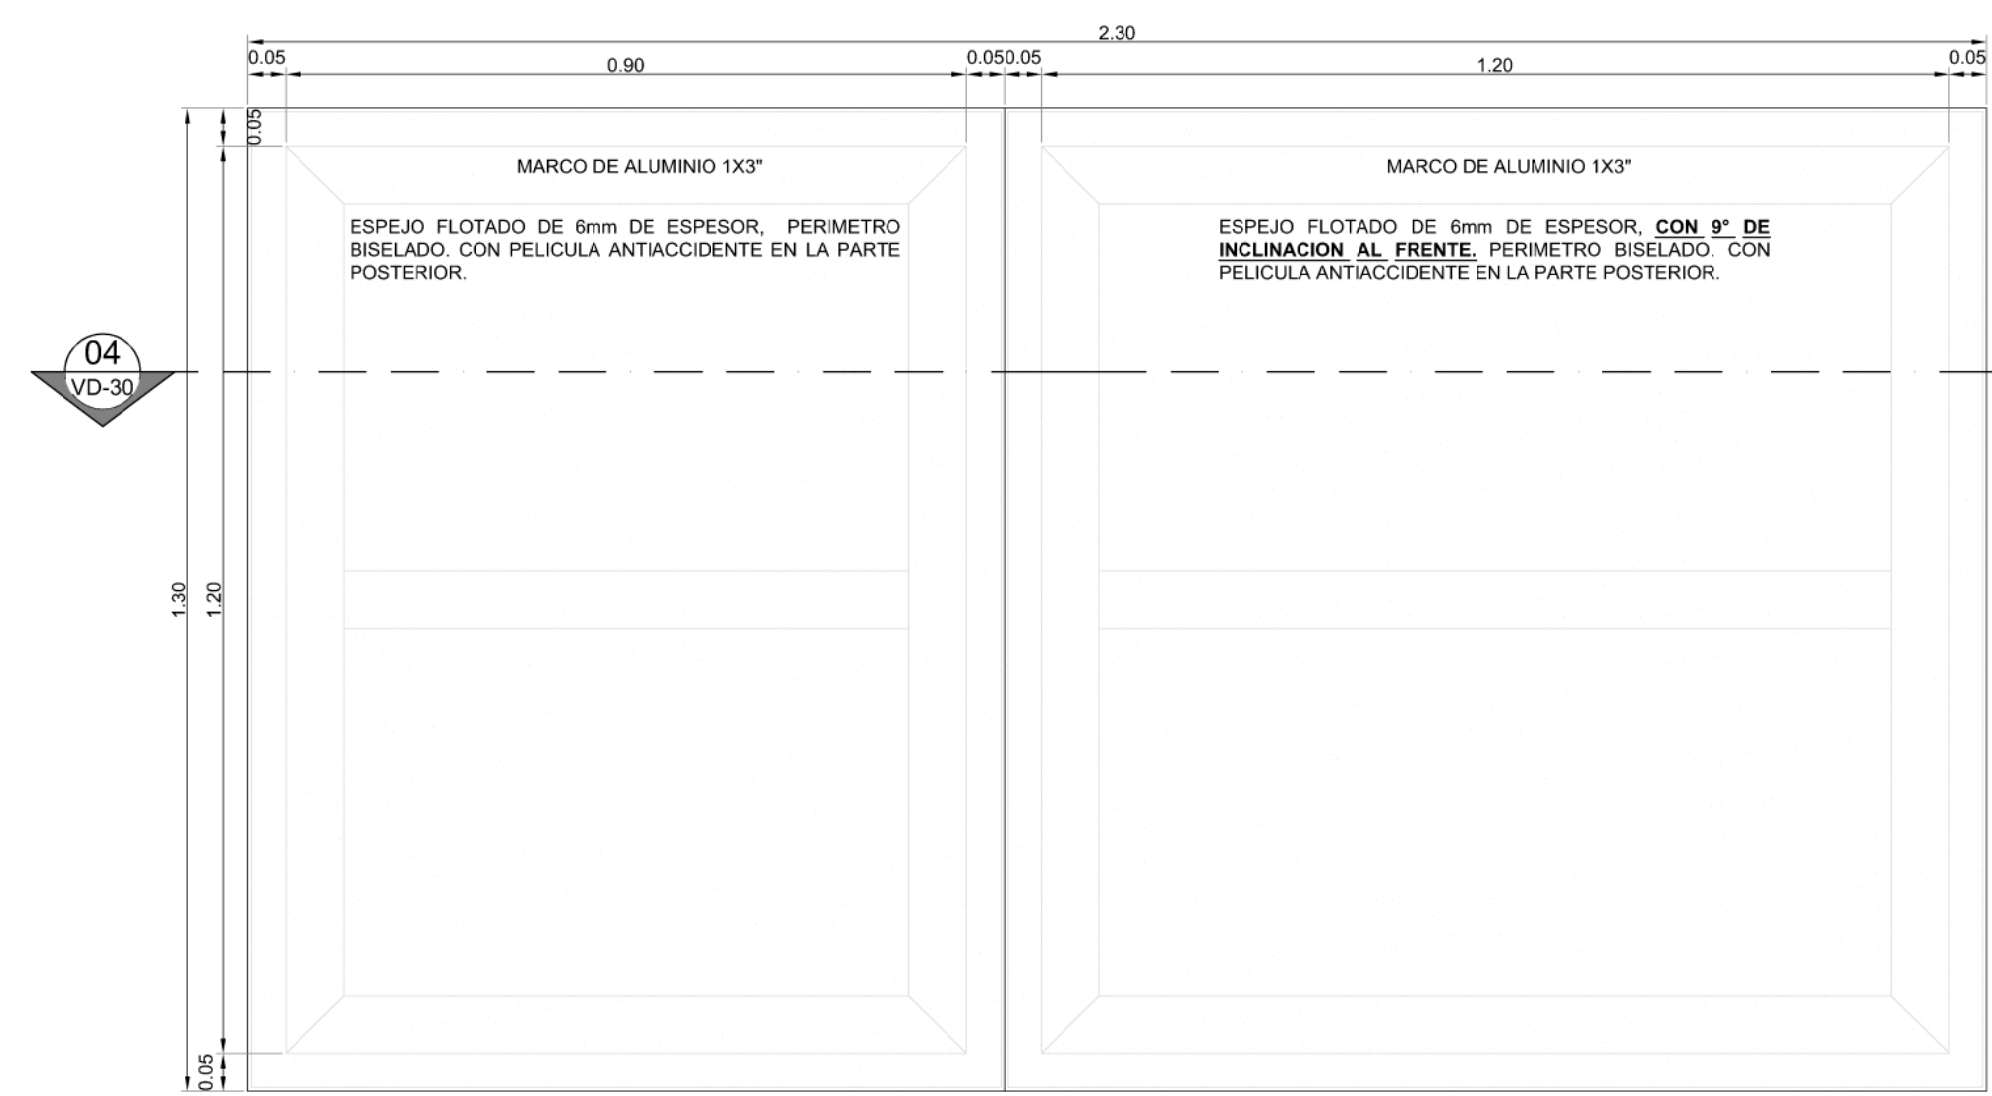 2.30
0.05 0.90 0.05 0.05 1.20 0.05
0.05
MARCO DE ALUMINIO 1X3"
ESPEJO FLOTADO DE 6mm DE ESPESOR, PERIMETRO
BISELADO. CON PELICULA ANTIACCIDENTE EN LA PARTE
POSTERIOR.
MARCO DE ALUMINIO 1X3"
ESPEJO FLOTADO DE 6mm DE ESPESOR, CON 9° DE
INCLINACION AL FRENTE. PERIMETRO BISELADO. CON
PELICULA ANTIACCIDENTE EN LA PARTE POSTERIOR.
04
VD-30
1.30
1.20
0.05